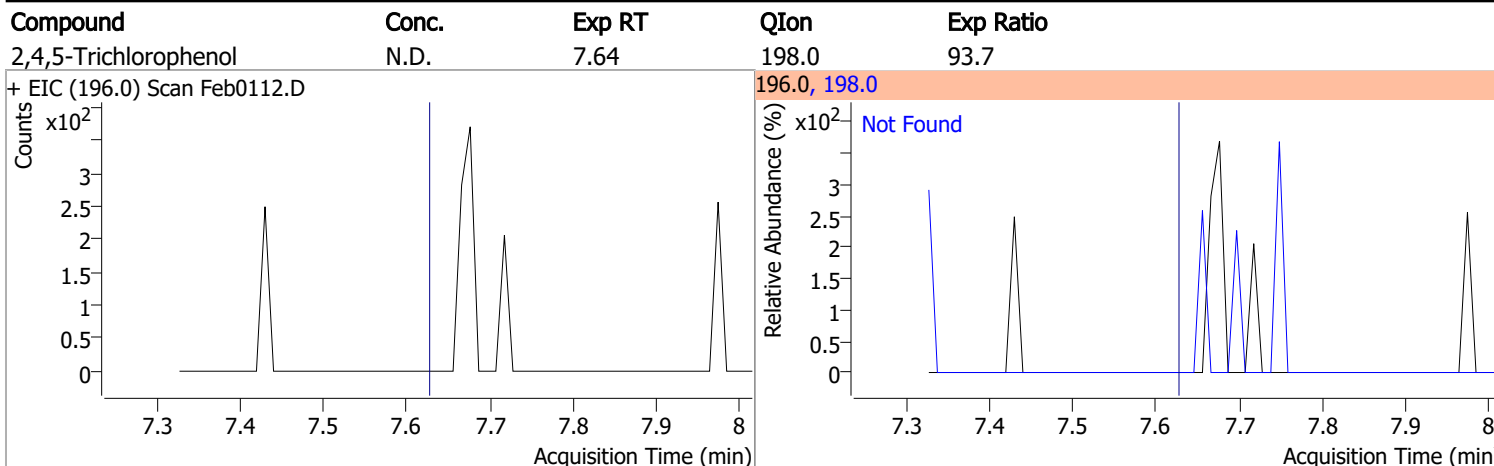 Compound Conc. Exp RT QIon Exp Ratio
2,4,5-Trichlorophenol N.D. 7.64 198.0 93.7
+ EIC (196.0) Scan Feb0112.D
Counts
x10²
3
2.5
2
1.5
1
0.5
0
7.3 7.4 7.5 7.6 7.7 7.8 7.9 8
Acquisition Time (min)
196.0, 198.0
Relative Abundance (%)
x10²
Not Found
3
2.5
2
1.5
1
0.5
0
7.3 7.4 7.5 7.6 7.7 7.8 7.9 8
Acquisition Time (min